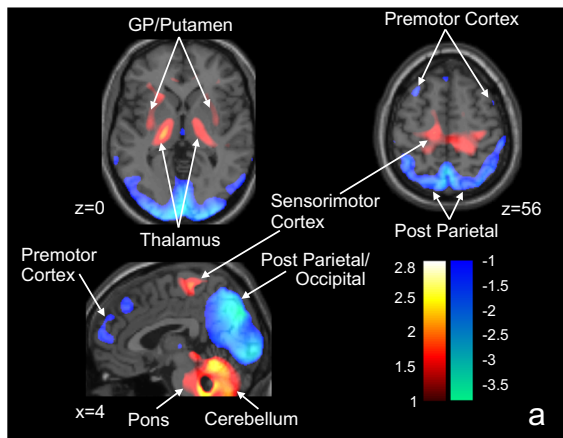 GP/Putamen
Premotor Cortex
z=0
Thalamus
Sensorimotor
Cortex
Post Parietal
z=56
Premotor
Cortex
Post Parietal/
Occipital
x=4
Pons
Cerebellum
2.8
2.5
2
1.5
1
-1
-1.5
-2
-2.5
-3
-3.5
a